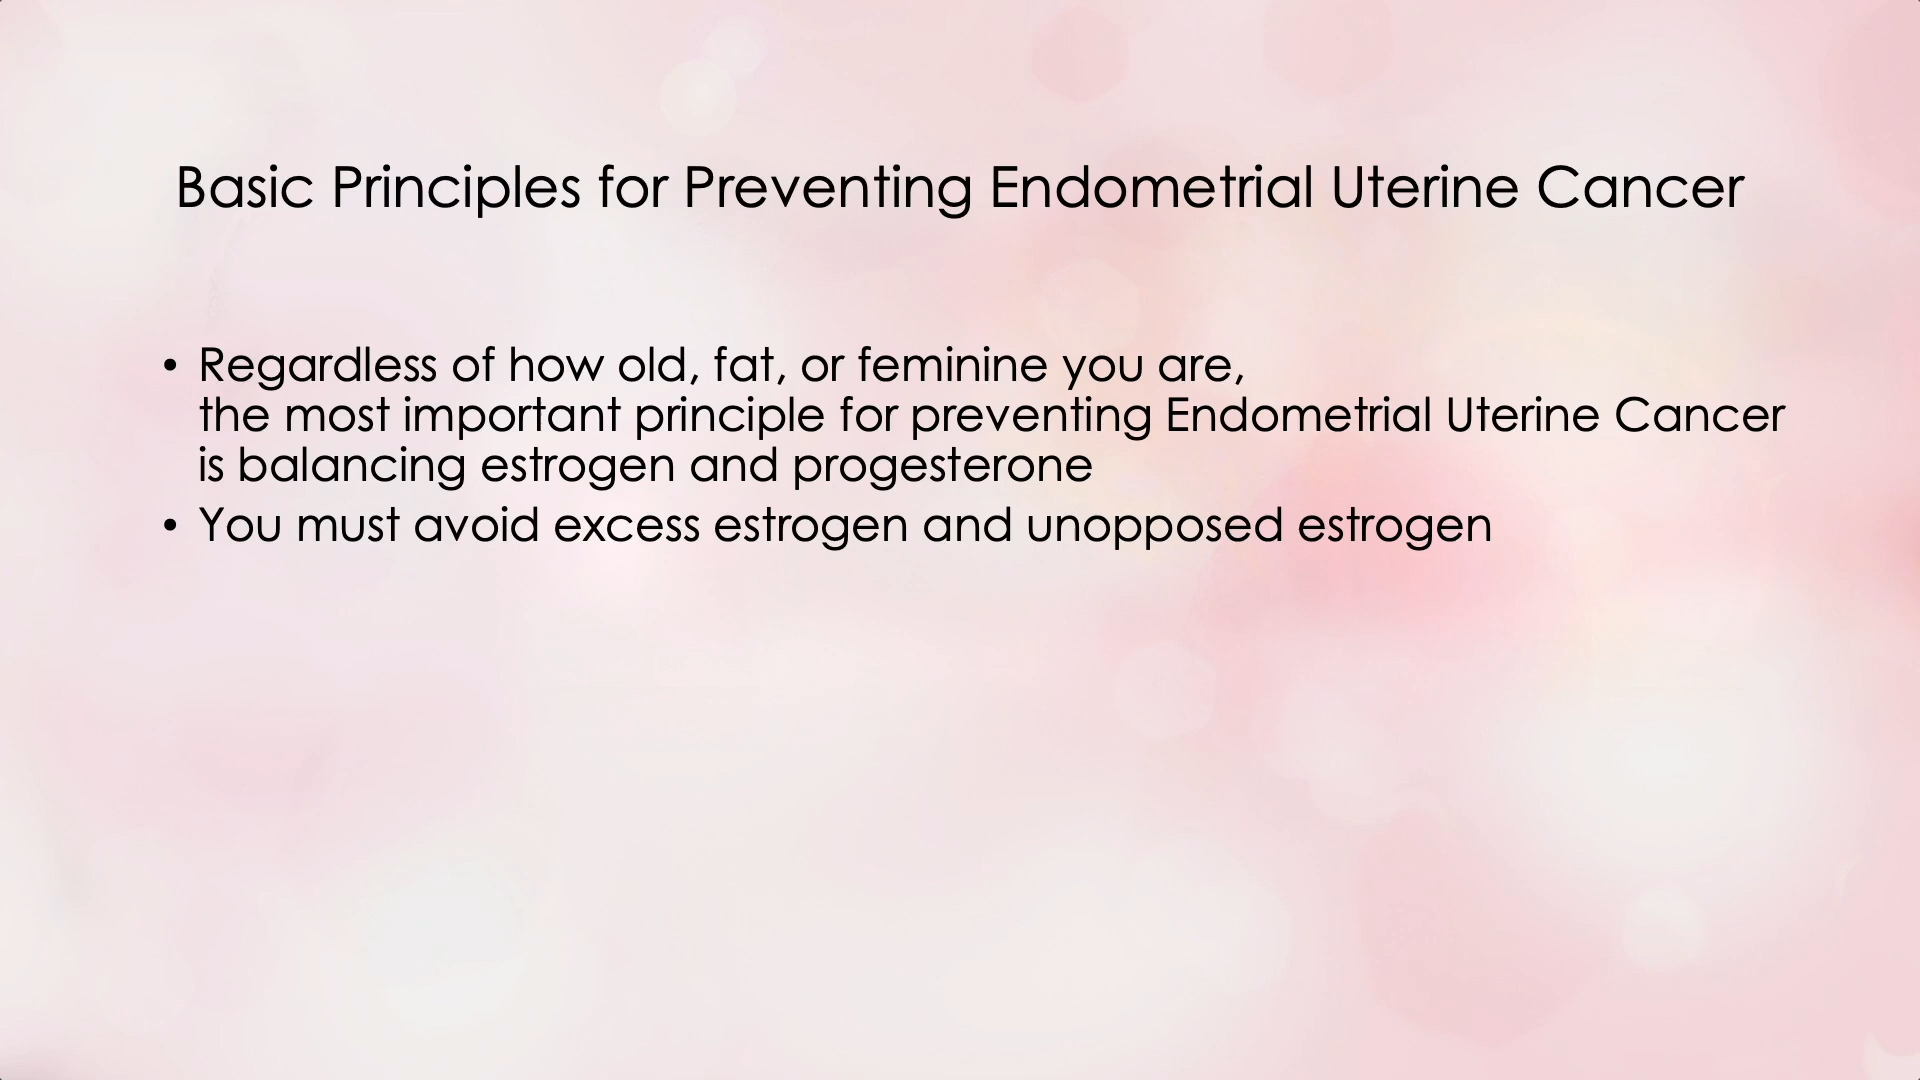 Basic Principles for Preventing Endometrial Uterine Cancer
• Regardless of how old, fat, or feminine you are,
the most important principle for preventing Endometrial Uterine Cancer
is balancing estrogen and progesterone
• You must avoid excess estrogen and unopposed estrogen